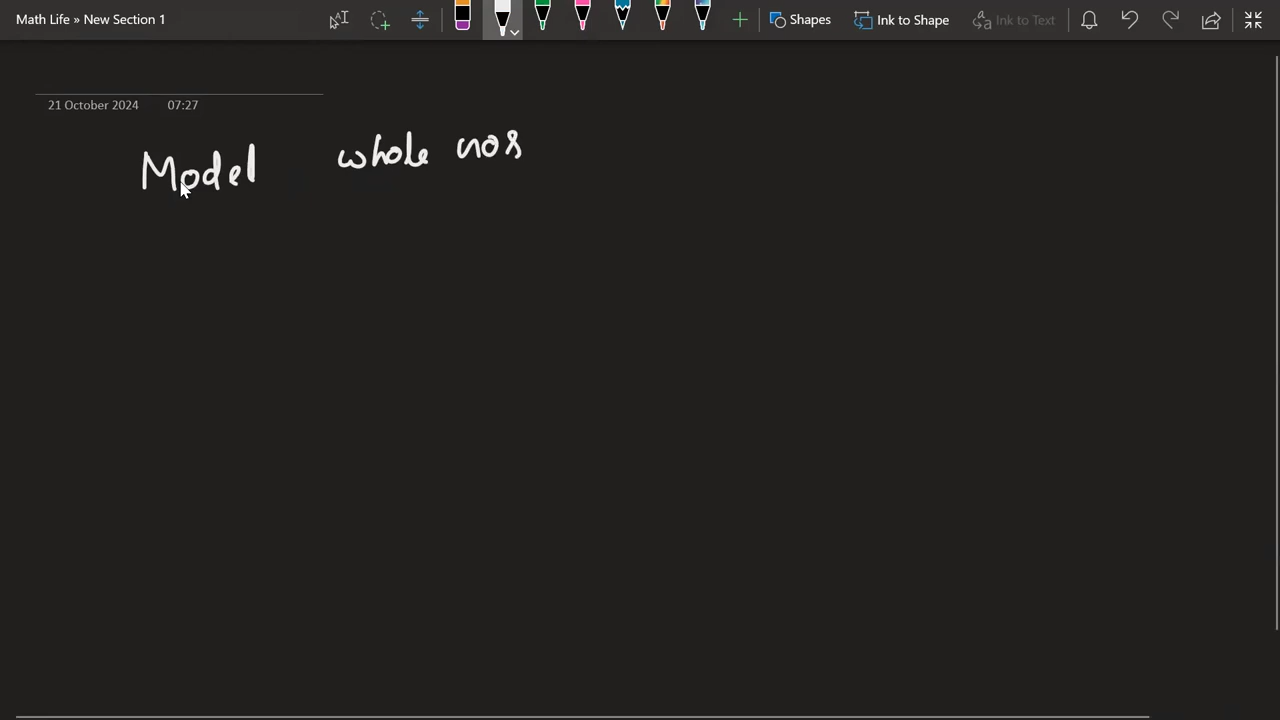 Math Life » New Section 1
Shapes
Ink to Shape
Ink to Text
21 October 2024 07:27
Model whole nos